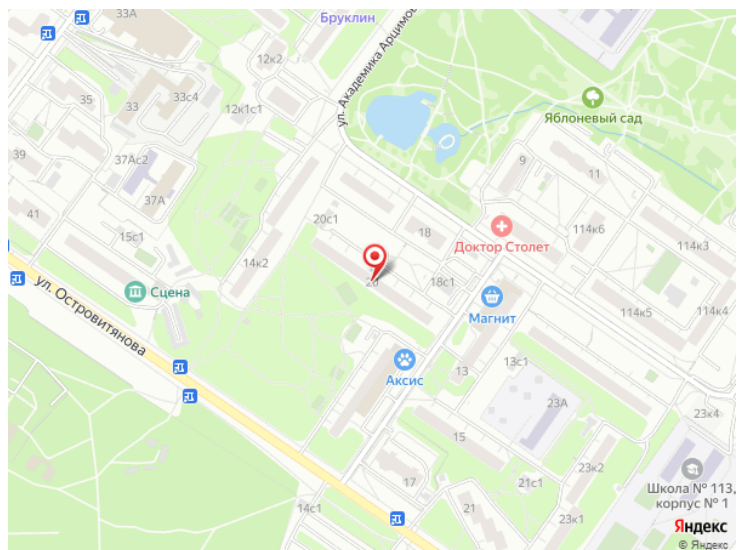 33А
Бруклин
12к2
ул. Академика Арцимов
35
33с4
33
12к1с1
Яблоневый сад
39
37Ас2
9
11
37А
41
20с1
18
114к6
15с1
Доктор Столет
114к3
14к2
18с1
20
Сцена
ул. Островитянова
Магнит
114к5
114к4
13с1
13
Аксис
23А
23к4
15
23к2
17
21с1
Школа № 113,
корпус № 1
14с1
21
23к1
Яндекс
© Яндекс